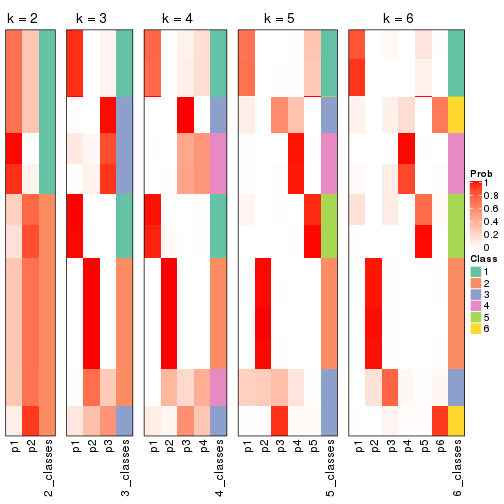 k = 2
k = 3
k = 4
k = 5
k = 6
Prob
1
0.8
0.6
0.4
0.2
0
Class
1
2
3
4
5
6
p1
p2
2_classes
p1
p2
p3
3_classes
p1
p2
p3
p4
4_classes
p1
p2
p3
p4
p5
5_classes
p1
p2
p3
p4
p5
p6
6_classes